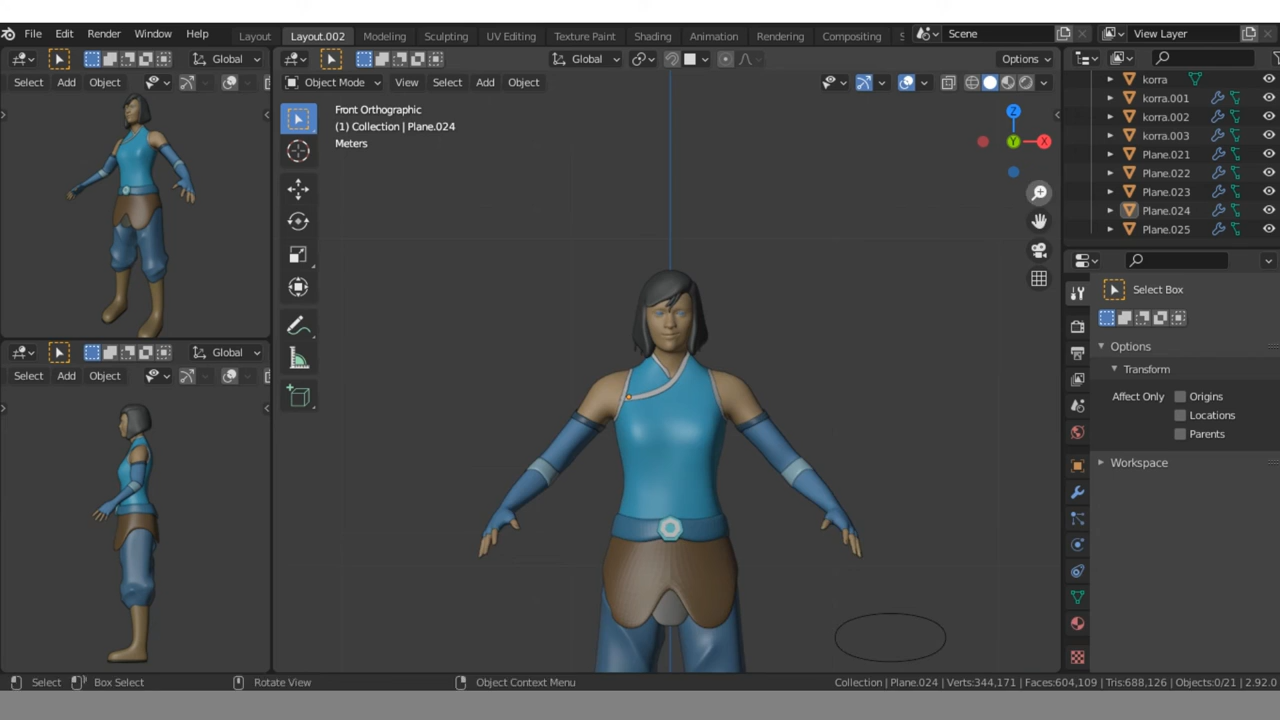 File Edit Render Window Help Layout Layout.002 Modeling Sculpting UV Editing Texture Paint Shading Animation Rendering Compositing S Scene View Layer
Global Global Options
Select Add Object Object Mode View Select Add Object
Front Orthographic
(1) Collection | Plane.024
Meters
Z
X
Y
korra
korra.001
korra.002
korra.003
Plane.021
Plane.022
Plane.023
Plane.024
Plane.025
Select Box
Options
Transform
Affect Only Origins
Locations
Parents
Workspace
Global
Select Add Object
Select Box Select Rotate View Object Context Menu Collection | Plane.024 | Verts:344,171 | Faces:604,109 | Tris:688,126 | Objects:0/21 | 2.92.0